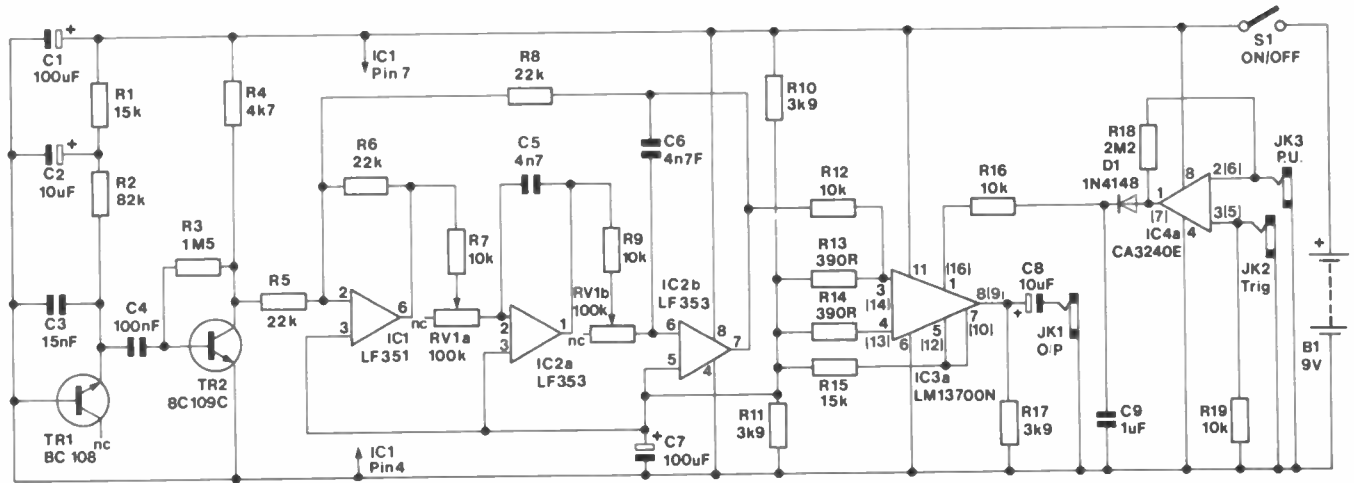 C1
100uF
R1
15k
C2
10uF
R2
82k
R3
1M5
C3
15nF
C4
100nF
TR1
BC 108
nc
R4
4k7
TR2
BC109C
R5
22k
IC1
Pin 7
R6
22k
2
3
6
IC1
LF351
nc
R7
10k
RV1a
100k
R8
22k
C5
4n7
2
3
1
IC2a
LF353
R9
10k
RV1b
100k
nc
C6
4n7F
IC2b
LF353
6
5
8
7
4
IC1
Pin4
C7
100uF
R10
3k9
R11
3k9
R12
10k
R13
390R
R14
390R
R15
15k
3
[14]
4
[13]
11
[16]
1
6
5
[12]
7
[10]
8[9]
IC3a
LM13700N
R16
10k
C8
10uF
JK1
O/P
R17
3k9
C9
1uF
R18
2M2
D1
1N4148
1
[7]
8
2[6]
3[5]
4
IC4a
CA3240E
JK3
P.U.
JK2
Trig
R19
10k
S1
ON/OFF
B1
9V